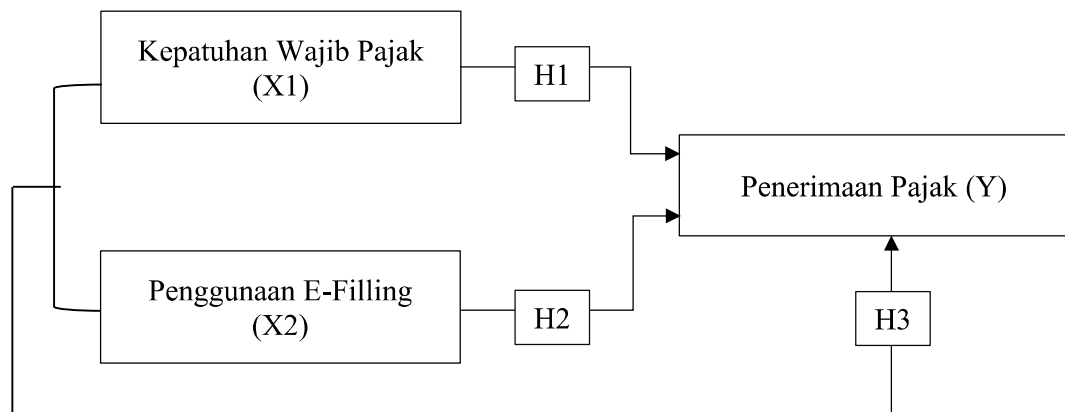 Kepatuhan Wajib Pajak
(X1)
H1
Penerimaan Pajak (Y)
Penggunaan E-Filling
(X2)
H2
H3